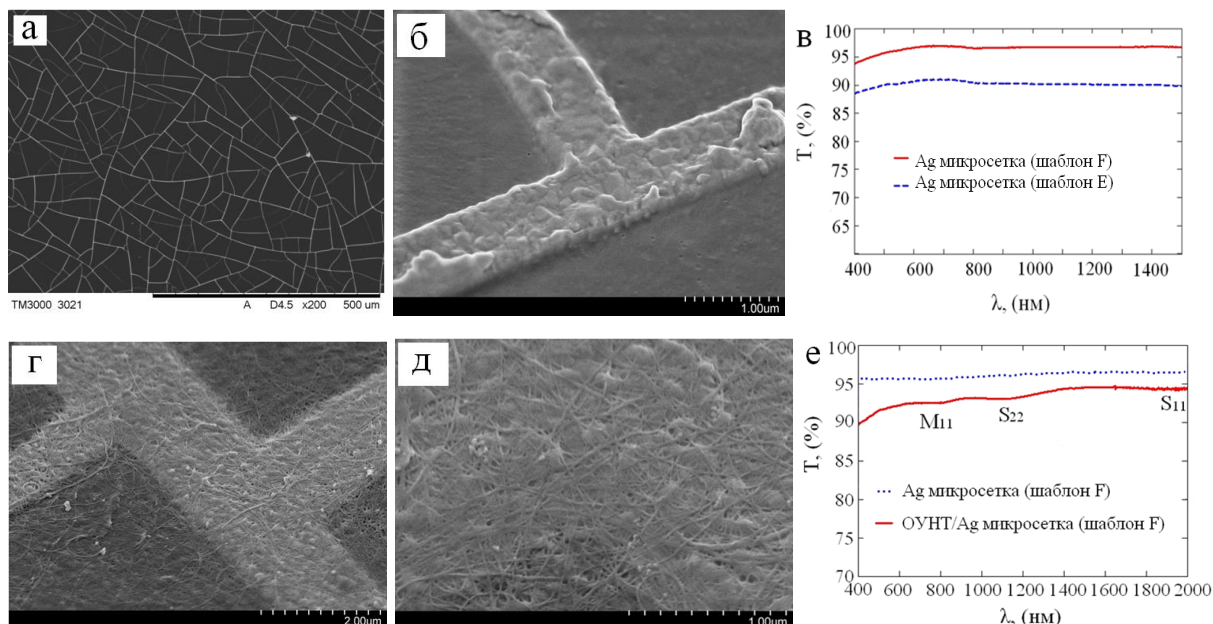 а
TM3000 3021 A D4.5 x200 500 um
б
1.00um
в
100
95
90
85
80
75
70
65
T, (%)
Ag микросетка (шаблон F)
Ag микросетка (шаблон E)
400 600 800 1000 1200 1400
λ, (нм)
г
2.00um
д
1.00um
е
100
95
90
85
80
75
70
T, (%)
M11
S22
S11
Ag микросетка (шаблон F)
ОУНТ/Ag микросетка (шаблон F)
400 600 800 1000 1200 1400 1600 1800 2000
λ, (нм)